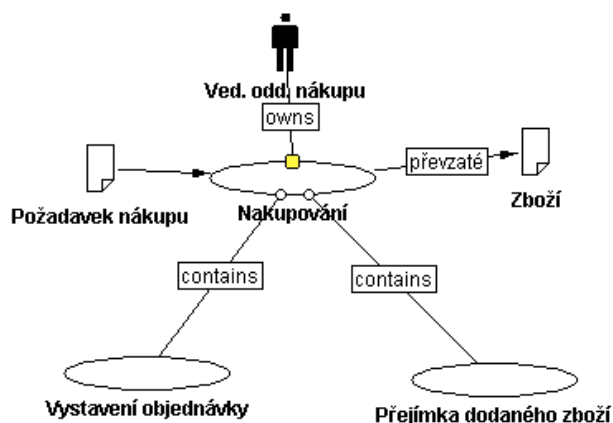 Ved. odd. nákupu
owns
převzaté
Požadavek nákupu
Nakupování
Zboží
contains
contains
Vystavení objednávky
Přejímka dodaného zboží